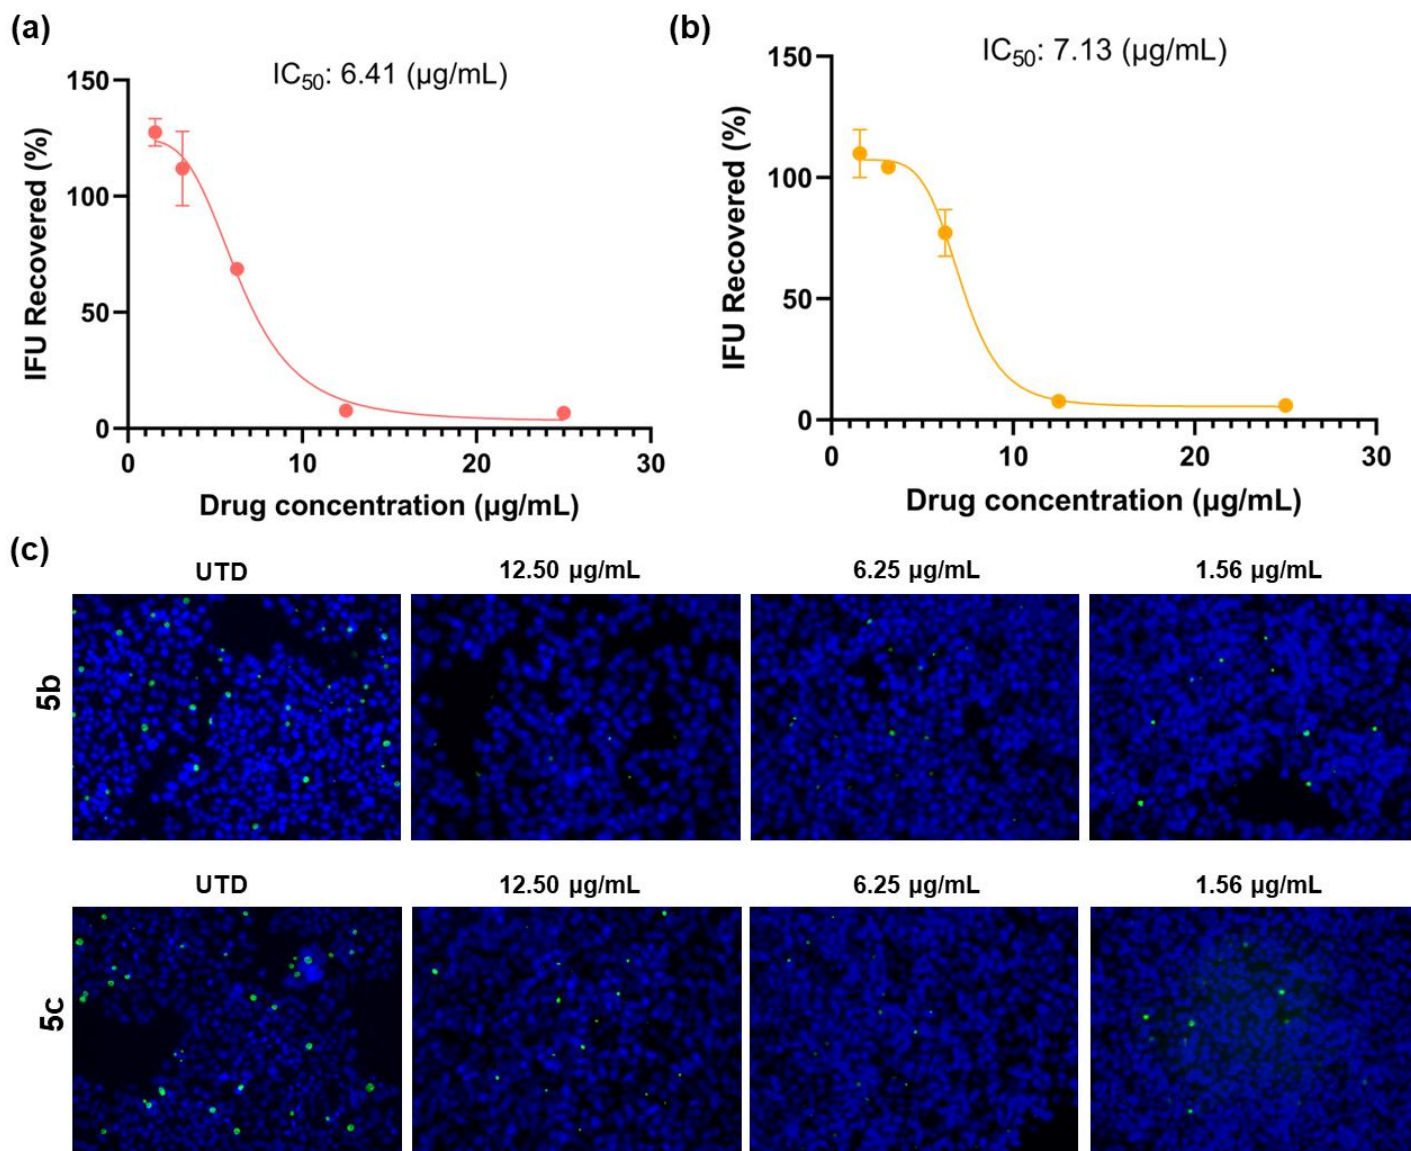 (a)
IC50: 6.41 (µg/mL)
150
100
50
0
0 10 20 30
IFU Recovered (%)
Drug concentration (µg/mL)
(b)
IC50: 7.13 (µg/mL)
150
100
50
0
0 10 20 30
IFU Recovered (%)
Drug concentration (µg/mL)
(c)
UTD 12.50 µg/mL 6.25 µg/mL 1.56 µg/mL
5b
UTD 12.50 µg/mL 6.25 µg/mL 1.56 µg/mL
5c